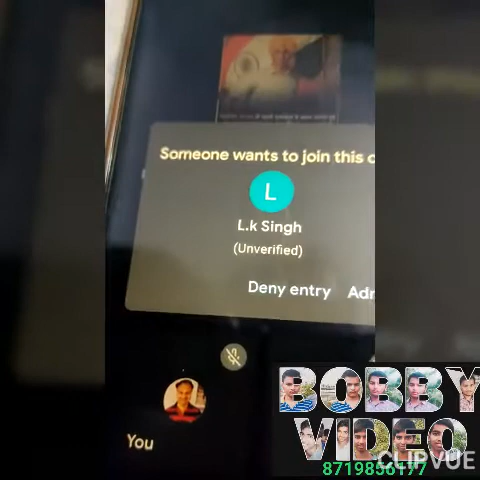 Someone wants to join this c
L
L.k Singh
(Unverified)
Deny entry Adr
You
BOBBY
VIDEO
CLIPVUE
8719856177